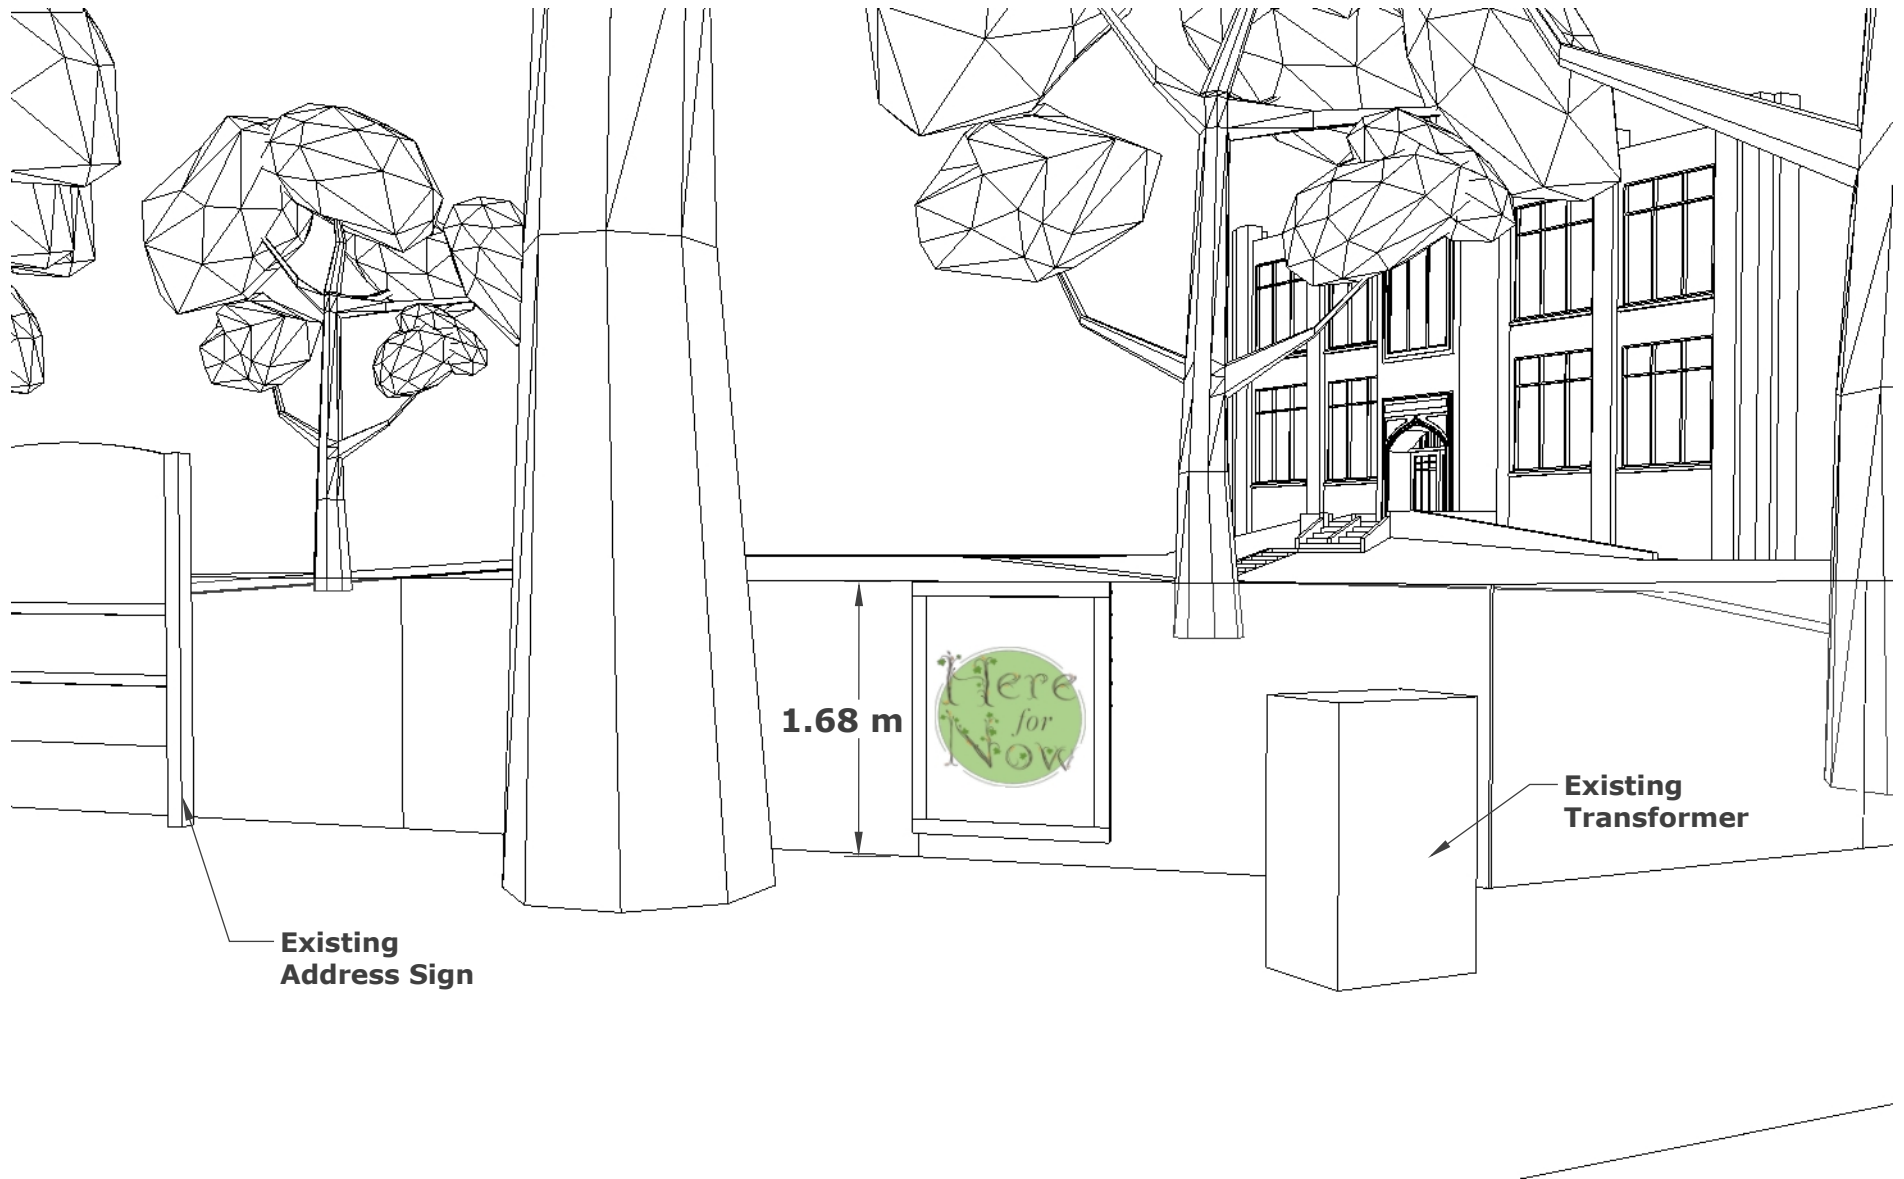 Here
for
Now
1.68 m
Existing
Transformer
Existing
Address Sign